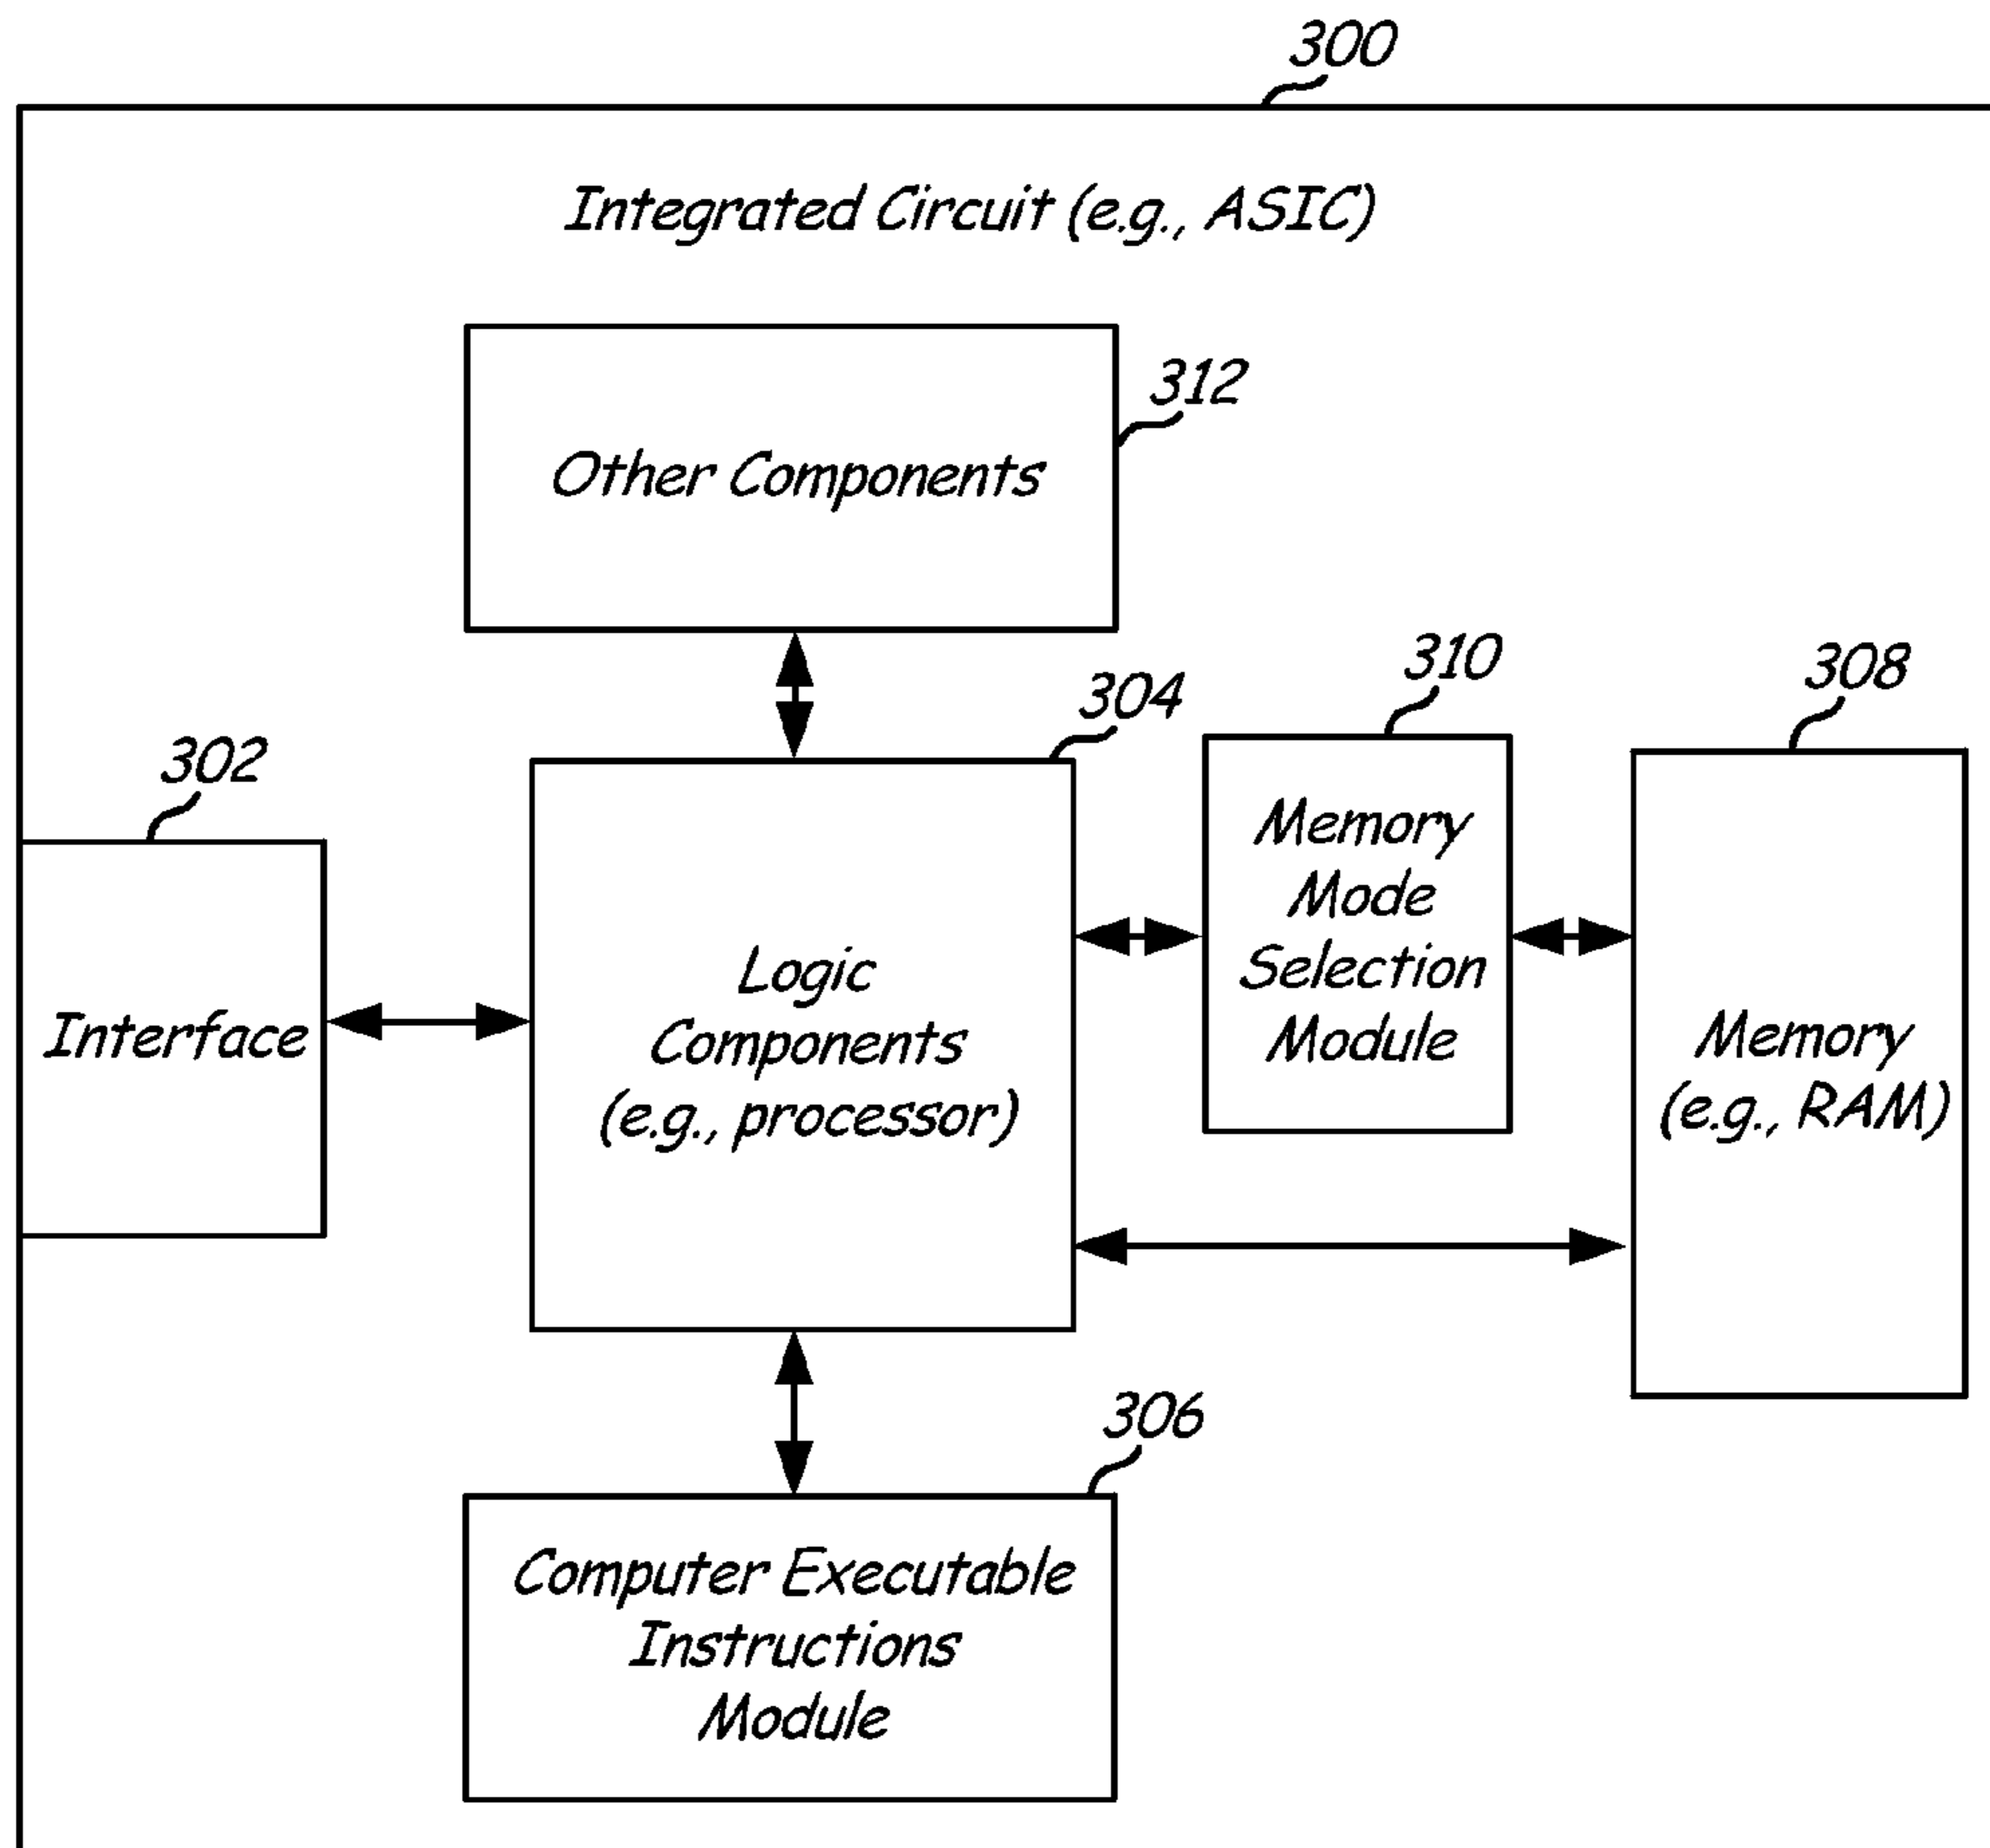 300
Integrated Circuit (e.g., ASIC)
312
Other Components
310
308
304
302
Memory
Mode
Selection
Module
Logic
Components
(e.g., processor)
Interface
Memory
(e.g., RAM)
306
Computer Executable
Instructions
Module